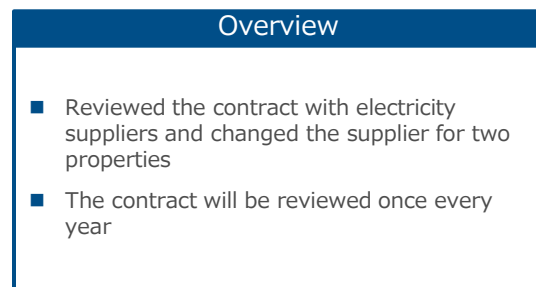 Overview
■ Reviewed the contract with electricity
suppliers and changed the supplier for two
properties
■ The contract will be reviewed once every
year